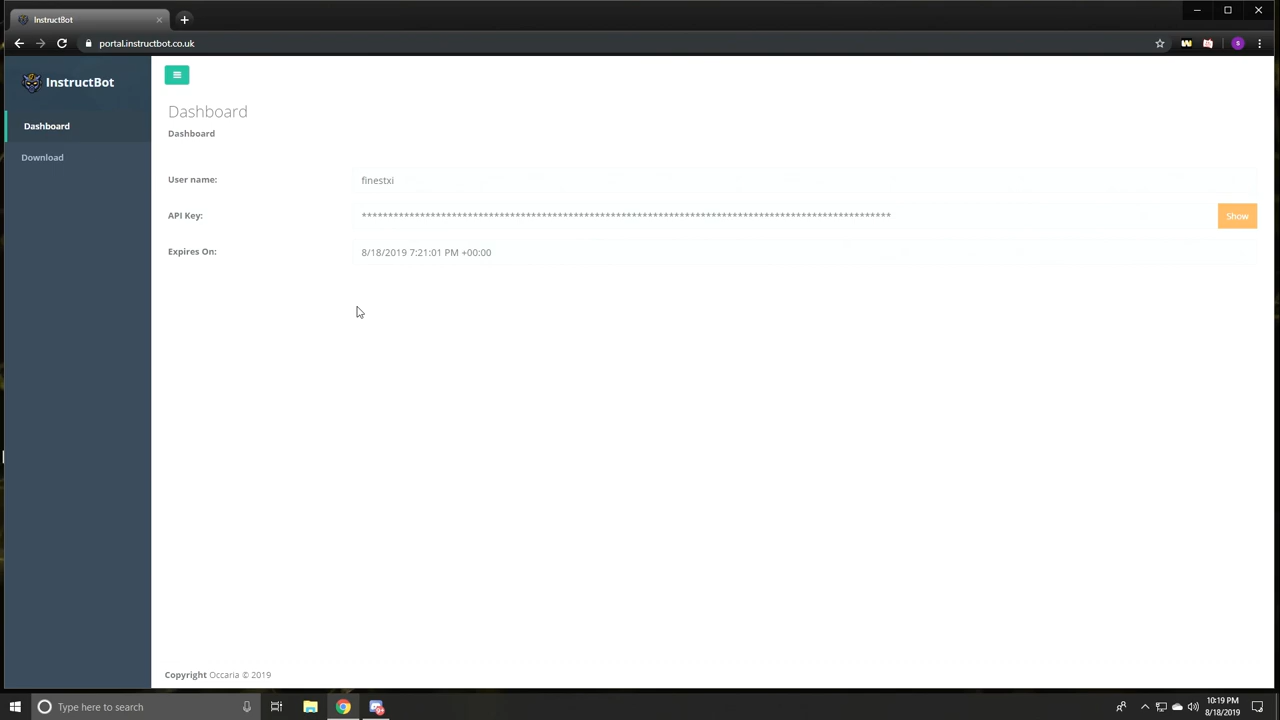 InstructBot
portal.instructbot.co.uk
InstructBot
Dashboard
Download
Dashboard
Dashboard
User name:
finestxi
API Key:
****************************************************************************************************
Show
Expires On:
8/18/2019 7:21:01 PM +00:00
Copyright Occaria © 2019
Type here to search
10:19 PM
8/18/2019